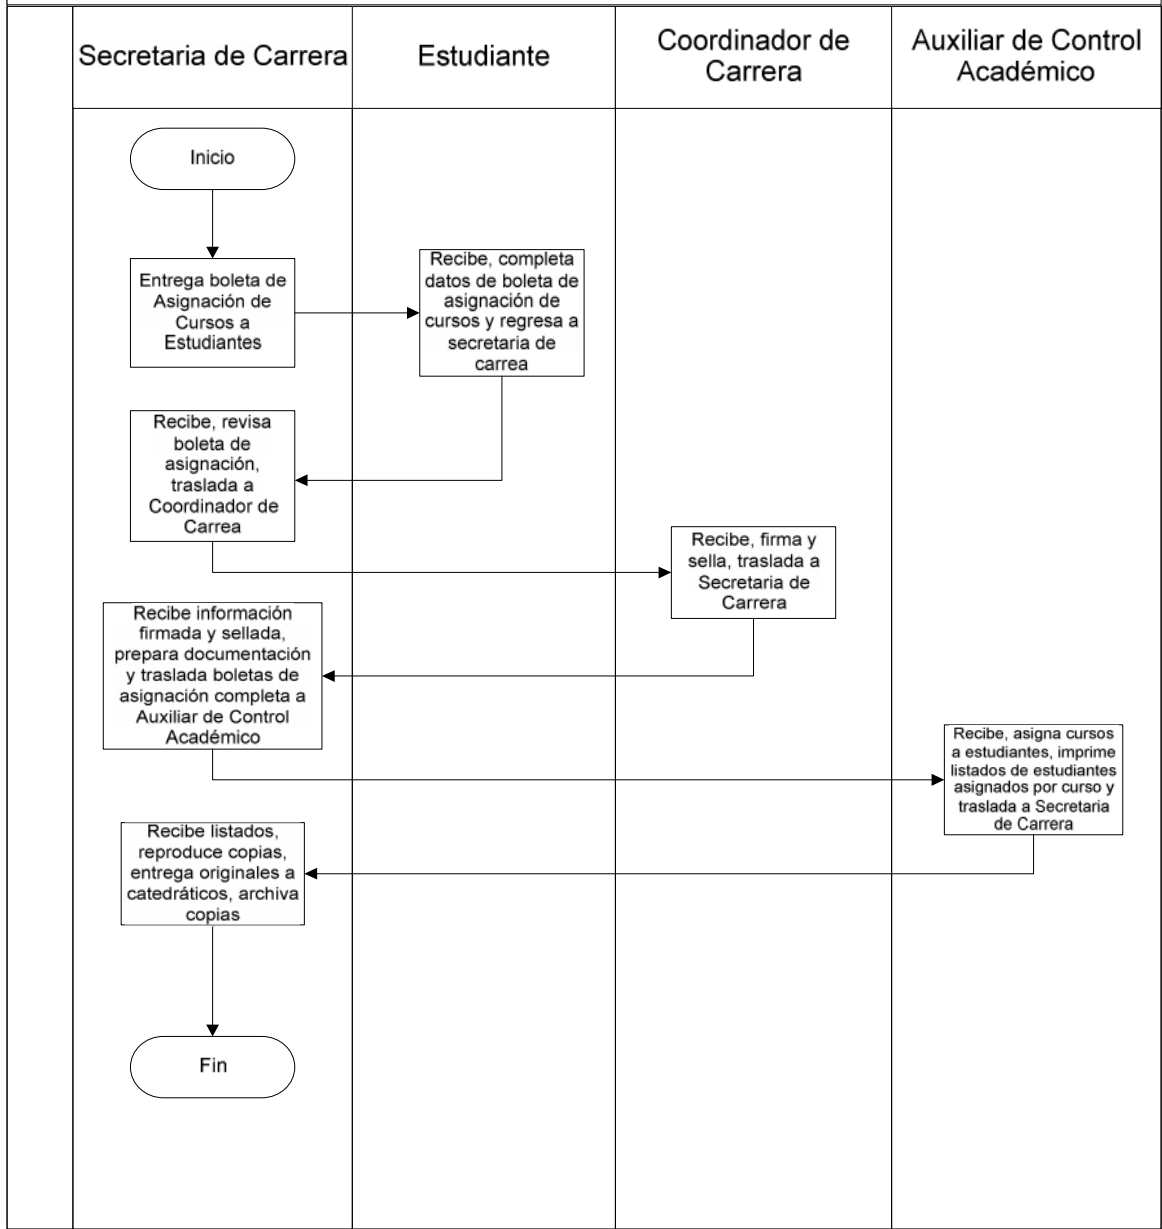 Secretaria de Carrera
Estudiante
Coordinador de
Carrera
Auxiliar de Control
Académico
Inicio
Entrega boleta de
Asignación de
Cursos a
Estudiantes
Recibe, completa
datos de boleta de
asignación de
cursos y regresa a
secretaria de
carrea
Recibe, revisa
boleta de
asignación,
traslada a
Coordinador de
Carrea
Recibe, firma y
sella, traslada a
Secretaria de
Carrera
Recibe información
firmada y sellada,
prepara documentación
y traslada boletas de
asignación completa a
Auxiliar de Control
Académico
Recibe, asigna cursos
a estudiantes, imprime
listados de estudiantes
asignados por curso y
traslada a Secretaria
de Carrera
Recibe listados,
reproduce copias,
entrega originales a
catedráticos, archiva
copias
Fin